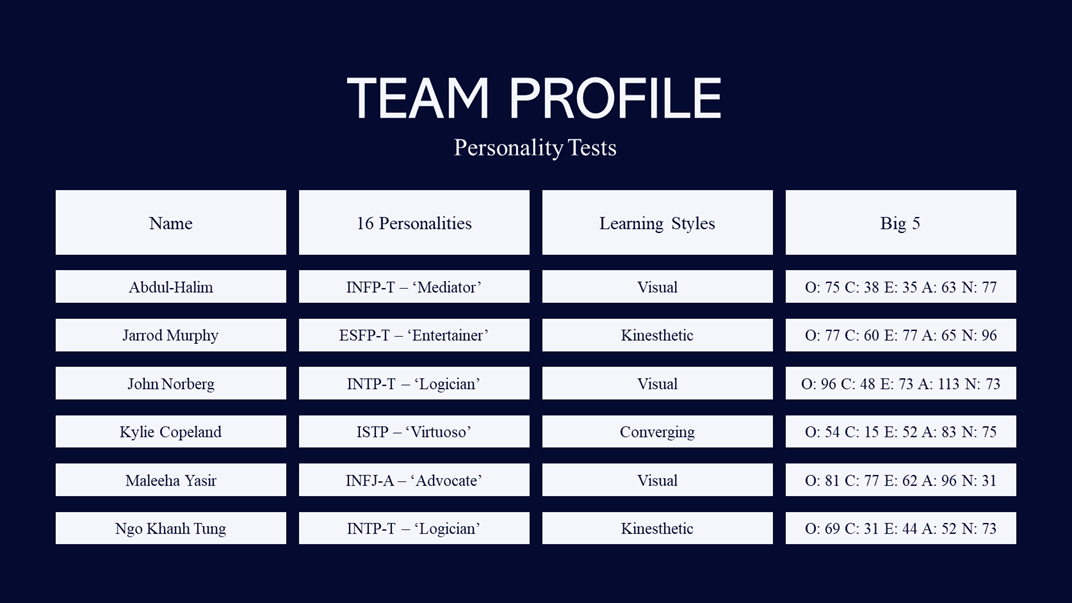 TEAM PROFILE
Personality Tests
Name 16 Personalities Learning Styles Big 5
Abdul-Halim INFP-T – ‘Mediator’ Visual O: 75 C: 38 E: 35 A: 63 N: 77
Jarrod Murphy ESFP-T – ‘Entertainer’ Kinesthetic O: 77 C: 60 E: 77 A: 65 N: 96
John Norberg INTP-T – ‘Logician’ Visual O: 96 C: 48 E: 73 A: 113 N: 73
Kylie Copeland ISTP – ‘Virtuoso’ Converging O: 54 C: 15 E: 52 A: 83 N: 75
Maleeha Yasir INFJ-A – ‘Advocate’ Visual O: 81 C: 77 E: 62 A: 96 N: 31
Ngo Khanh Tung INTP-T – ‘Logician’ Kinesthetic O: 69 C: 31 E: 44 A: 52 N: 73